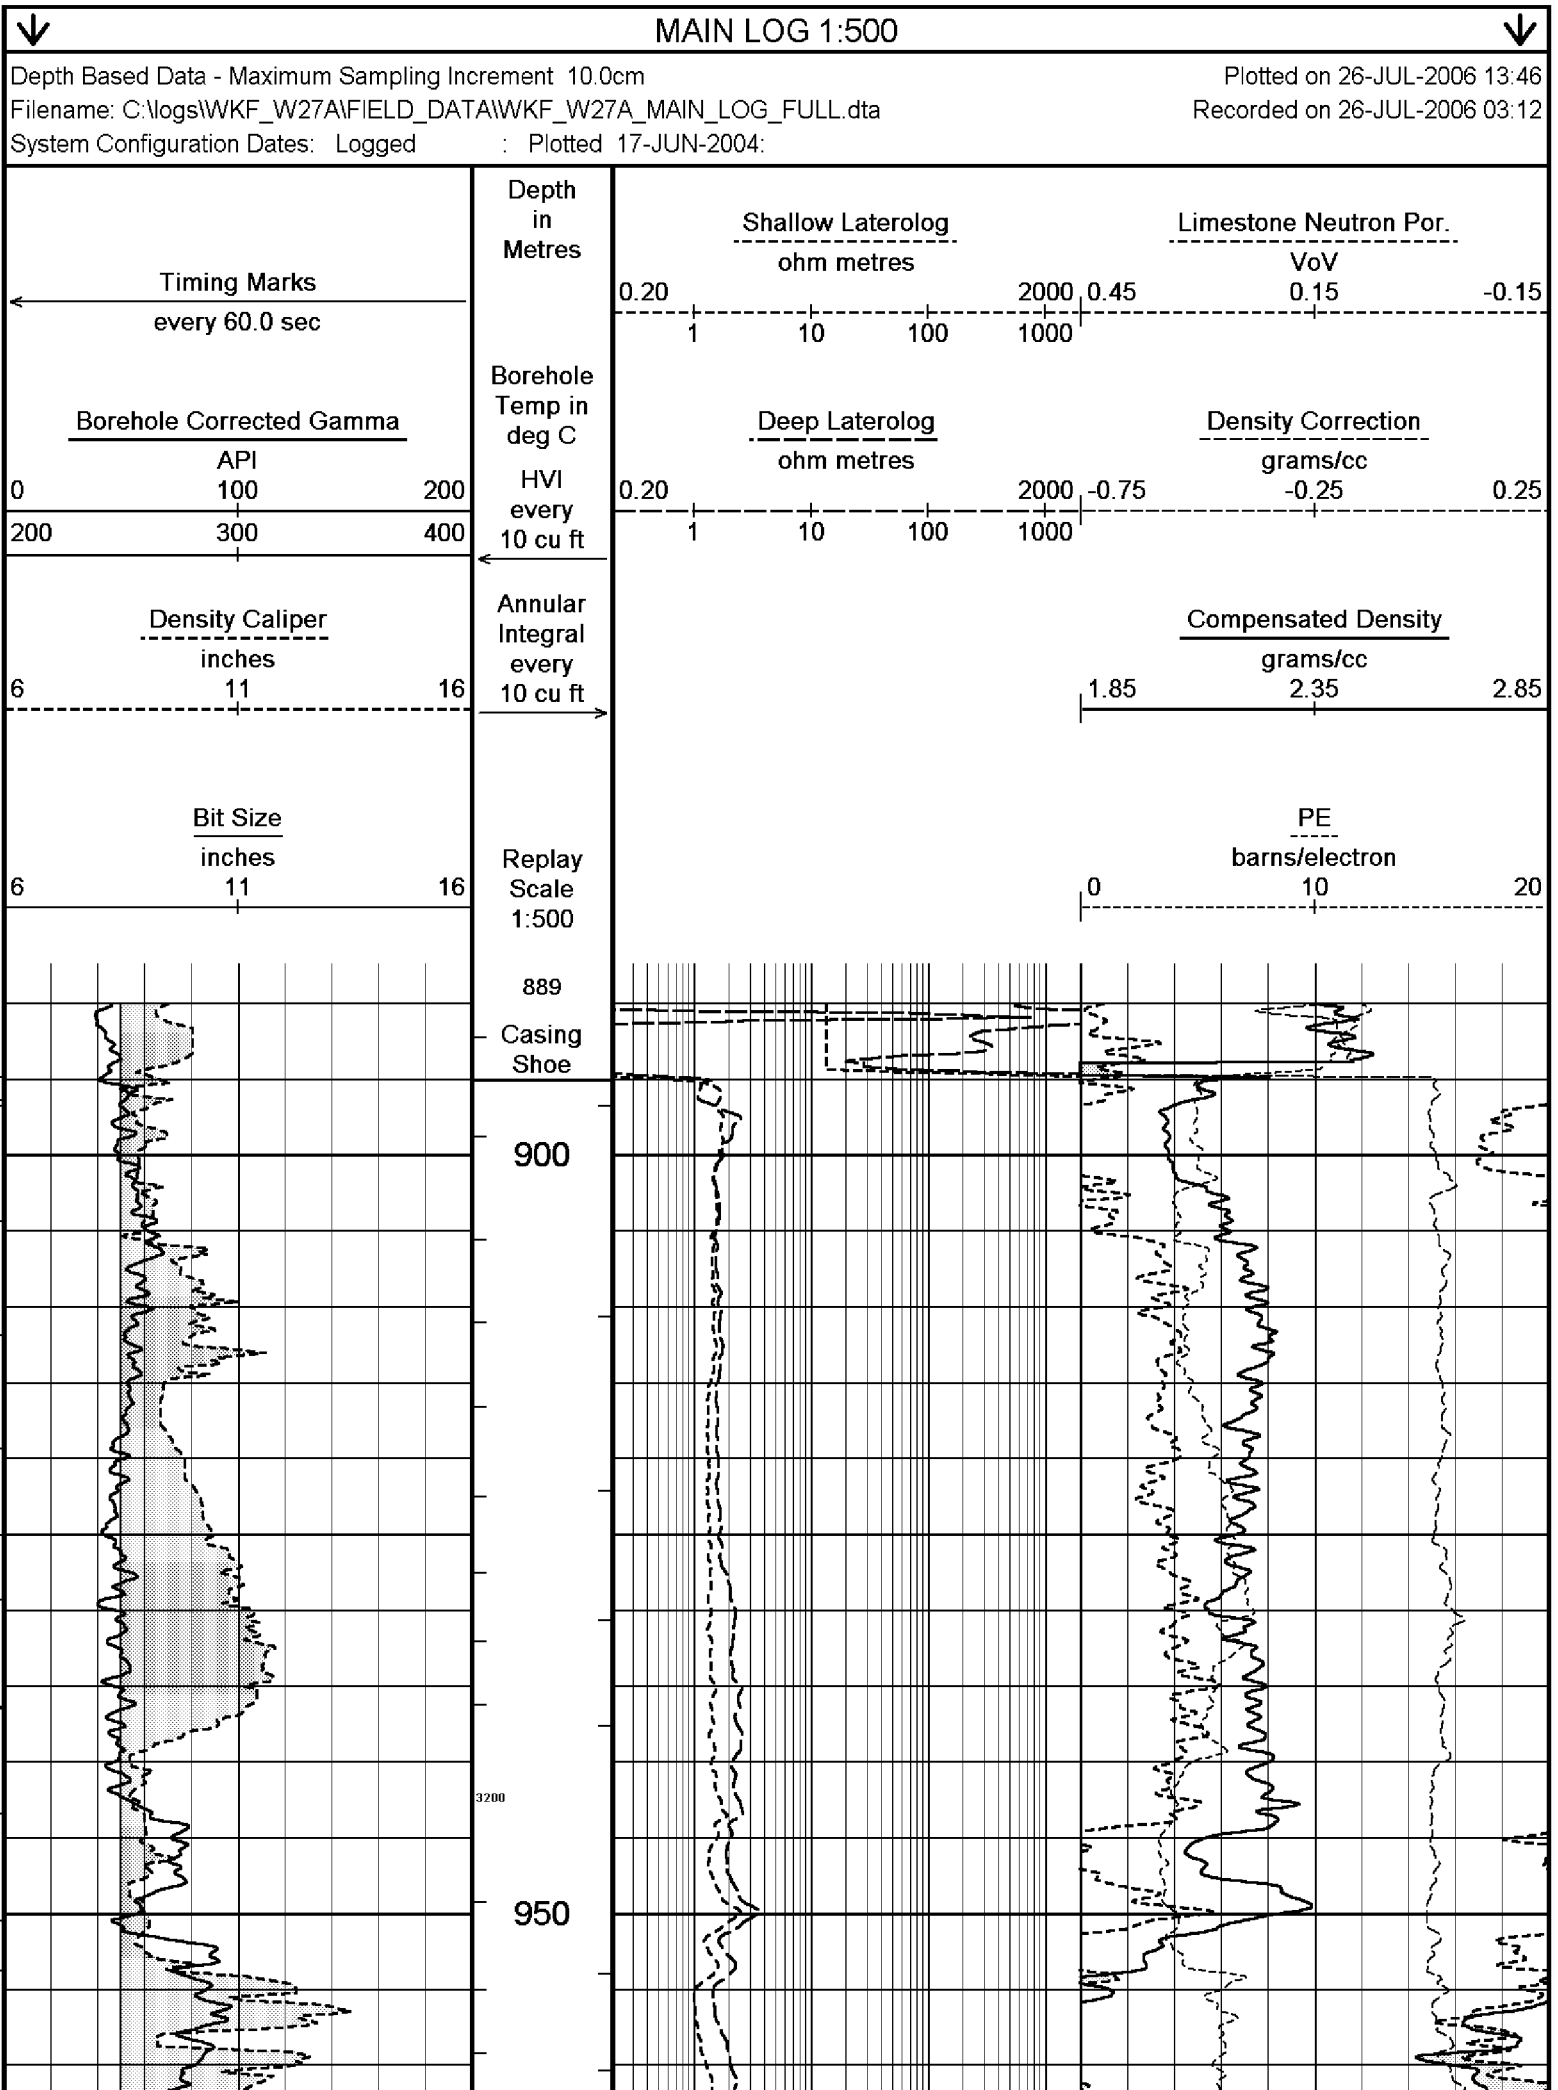 MAIN LOG 1:500
Depth Based Data - Maximum Sampling Increment 10.0cm
Plotted on 26-JUL-2006 13:46
Filename: C:\logs\WKF_W27A\FIELD_DATA\WKF_W27A_MAIN_LOG_FULL.dta
Recorded on 26-JUL-2006 03:12
System Configuration Dates: Logged : Plotted 17-JUN-2004:
Timing Marks
every 60.0 sec
Borehole Corrected Gamma
API
0 100 200
200 300 400
Density Caliper
inches
6 11 16
Bit Size
inches
6 11 16
Depth
in
Metres
Borehole
Temp in
deg C
HVI
every
10 cu ft
Annular
Integral
every
10 cu ft
Replay
Scale
1:500
Shallow Laterolog
ohm metres
0.20 2000
1 10 100 1000
Deep Laterolog
ohm metres
0.20 2000
1 10 100 1000
Limestone Neutron Por.
VoV
0.45 0.15 -0.15
Density Correction
grams/cc
-0.75 -0.25 0.25
Compensated Density
grams/cc
1.85 2.35 2.85
PE
barns/electron
0 10 20
889
Casing
Shoe
900
3200
950